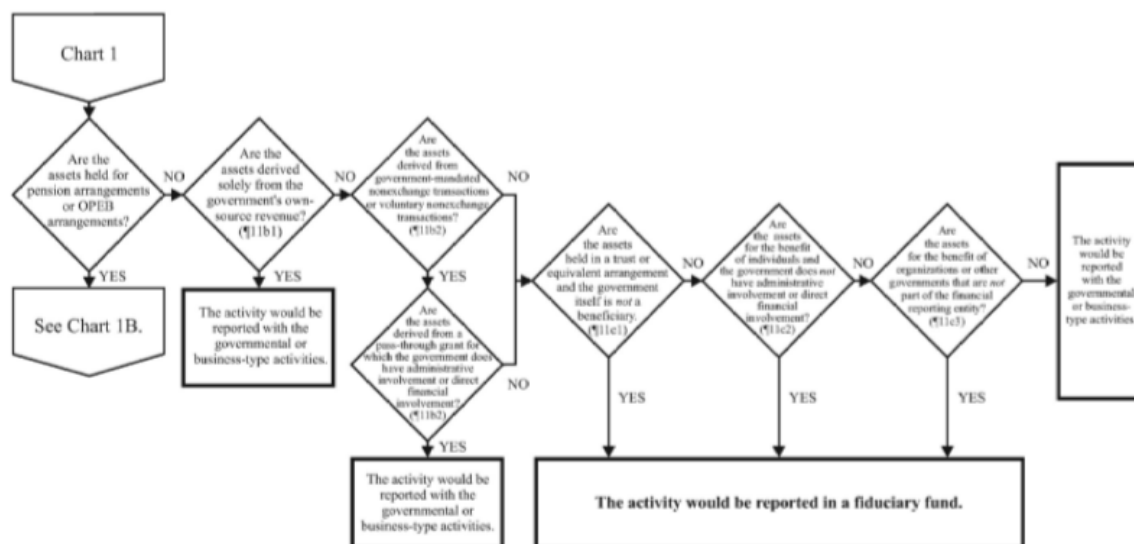 Chart 1
Are the
assets held for
pension arrangements
or OPEB
arrangements?
NO
YES
See Chart 1B.
Are the
assets derived
solely from the
government's own-
source revenue?
(¶11b1)
NO
YES
The activity would be
reported with the
governmental or
business-type activities.
Are
the assets
derived from
government-mandated
nonexchange transactions
or voluntary nonexchange
transactions?
(¶11b2)
NO
YES
Are
the assets
derived from a
pass-through grant for
which the government does
have administrative
involvement or direct
financial
involvement?
(¶11b2)
NO
YES
The activity would be
reported with the
governmental or
business-type activities.
Are
the assets
held in a trust or
equivalent arrangement
and the government
itself is not a
beneficiary.
(¶11c1)
NO
YES
Are
the assets
for the benefit
of individuals and
the government does not
have administrative
involvement or direct
financial
involvement?
(¶11c2)
NO
YES
Are
the assets
for the benefit of
organizations or other
governments that are not
part of the financial
reporting entity?
(¶11c3)
NO
YES
The activity
would be
reported
with the
governmental
or business-
type activities.
The activity would be reported in a fiduciary fund.